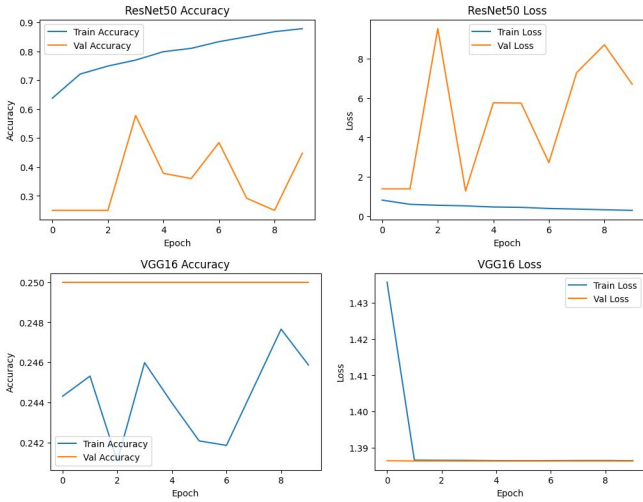 ResNet50 Accuracy
Train Accuracy
Val Accuracy
0.9
0.8
0.7
0.6
0.5
0.4
0.3
Accuracy
0 2 4 6 8
Epoch
ResNet50 Loss
Train Loss
Val Loss
8
6
4
2
0
Loss
0 2 4 6 8
Epoch
VGG16 Accuracy
0.250
0.248
0.246
0.244
0.242
Accuracy
Train Accuracy
Val Accuracy
0 2 4 6 8
Epoch
VGG16 Loss
Train Loss
Val Loss
1.43
1.42
1.41
1.40
1.39
Loss
0 2 4 6 8
Epoch